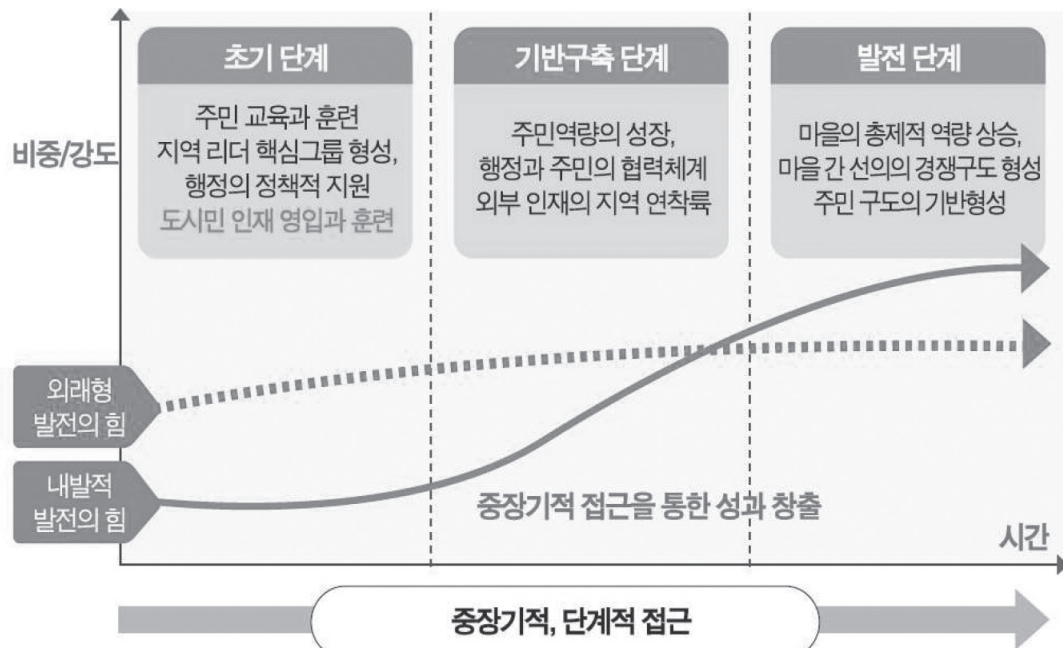 초기 단계
주민 교육과 훈련
지역 리더 핵심그룹 형성,
행정의 정책적 지원
도시민 인재 영입과 훈련
기반구축 단계
주민역량의 성장,
행정과 주민의 협력체계
외부 인재의 지역 연착륙
발전 단계
마을의 총제적 역량 상승,
마을 간 선의의 경쟁구도 형성
주민 구도의 기반형성
비중/강도
외래형
발전의 힘
내발적
발전의 힘
중장기적 접근을 통한 성과 창출
시간
중장기적, 단계적 접근